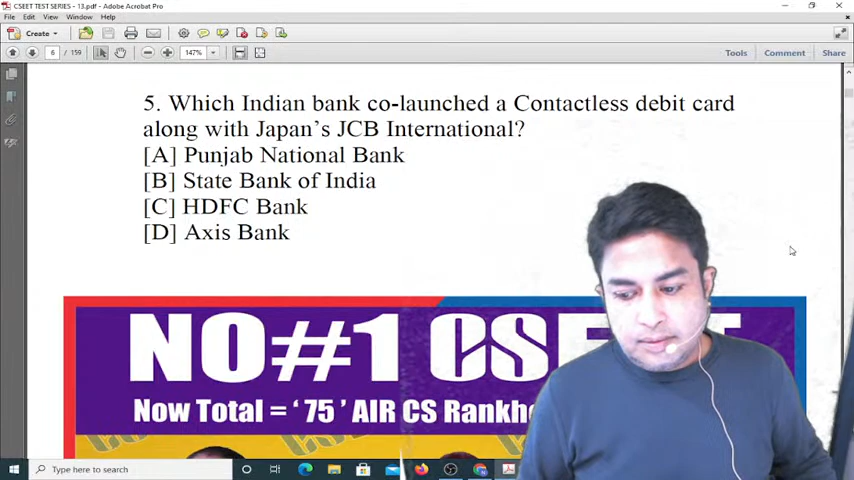 CSEET TEST SERIES - 13.pdf - Adobe Acrobat Pro
File Edit View Window Help
Create
6 / 159
147%
Tools Comment Share
5. Which Indian bank co-launched a Contactless debit card
along with Japan's JCB International?
[A] Punjab National Bank
[B] State Bank of India
[C] HDFC Bank
[D] Axis Bank
NO#1 CSEET
Now Total = ' 75 ' AIR CS
Type here to search